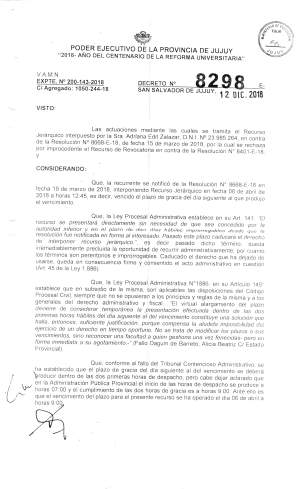 PODER EJECUTIVO DE LA PROVINCIA DE JUJUY
"2018- AÑO DEL CENTENARIO DE LA REFORMA UNIVERSITARIA"
V.A.M.N.
EXPTE. Nº 200-143-2018
C/ Agregado: 1050-244-18
DECRETO Nº 8298 E.
SAN SALVADOR DE JUJUY, 12 DIC. 2018
VISTO:
Las actuaciones mediante las cuales se tramita el Recurso
Jerárquico interpuesto por la Sra. Adriana Edit Zalazar, D.N.I. Nº 23.985.264, en contra
de la Resolución Nº 8668-E-18, de fecha 15 de marzo de 2018, por la cual se rechaza
por improcedente el Recurso de Revocatoria en contra de la Resolución Nº 8401-E-18
y
CONSIDERANDO:
Que, la recurrente se notificó de la Resolución Nº 8668-E-18 en
fecha 19 de marzo de 2018, interponiendo Recurso Jerárquico en fecha 06 de abril
de 2018 a horas 12:45, es decir, vencido el plazo de gracia del día siguiente al que produjo
el vencimiento.
Que, la Ley Procesal Administrativa establece en su Art. 141 "El
recurso se presentará directamente sin necesidad de que sea concedido por la
autoridad inferior y en el plazo de diez días hábiles improrrogables desde que la
resolución fue notificada en forma al interesado. Pasado este plazo caducará el derecho
de interponer recurso jerárquico", es decir pasado dicho término queda
irremediablemente precluida la oportunidad de recurrir administrativamente, por cuanto
los términos son perentorios e improrrogables. Caducado el derecho que ha dejado de
usarse, queda en consecuencia firme y consentido el acto administrativo en cuestión
(Art. 45 de la Ley 1.886).
Que, la Ley Procesal Administrativa Nº1886, en su Artículo 149º
establece que en subsidio de la misma, son aplicables las disposiciones del Código
Procesal Civil, siempre que no se opusieren a los principios y reglas de la misma y a los
generales del derecho administrativo y fiscal. "El virtual alargamiento del plazo
deviene de considerar temporánea la presentación efectuada dentro de las dos
primeras horas hábiles del día siguiente al del vencimiento constituye una solución que
halla, entonces, suficiente justificación, porque compensa la aludida imposibilidad del
ejercicio de un derecho en tiempo oportuno. No se trata de modificar los plazos o sus
vencimientos, sino reconocer una facultad a quien gestiona una vez fenecidas- pero en
forma inmediata a su agotamiento-" (Fallo Dagum de Barrato, Alicia Beatriz C/ Estado
Provincial)
Que, conforme al fallo del Tribunal Contencioso Administrativo, se
ha establecido que el plazo de gracia del día siguiente al del vencimiento se deberá
producir dentro de las dos primeras horas de despacho, pero cabe dejar aclarado que
en la Administración Pública Provincial el inicio de las horas de despacho se produce a
horas 07:00 y el cumplimiento de las dos horas de gracia es a horas 9:00. Ante ello es
que el vencimiento del plazo para el presente recurso se ha operado el día 06 de abril a
horas 9:00.